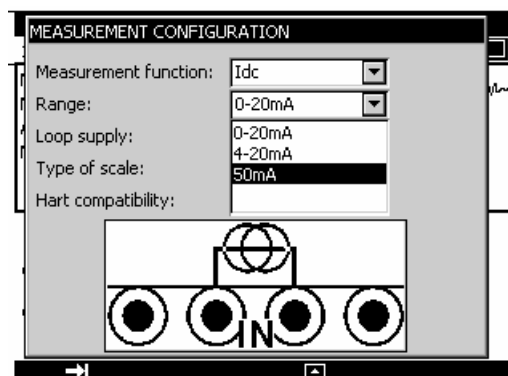 MEASUREMENT CONFIGURATION
Measurement function: Idc
Range: 0-20mA
Loop supply: 0-20mA
4-20mA
Type of scale: 50mA
Hart compatibility:
IN